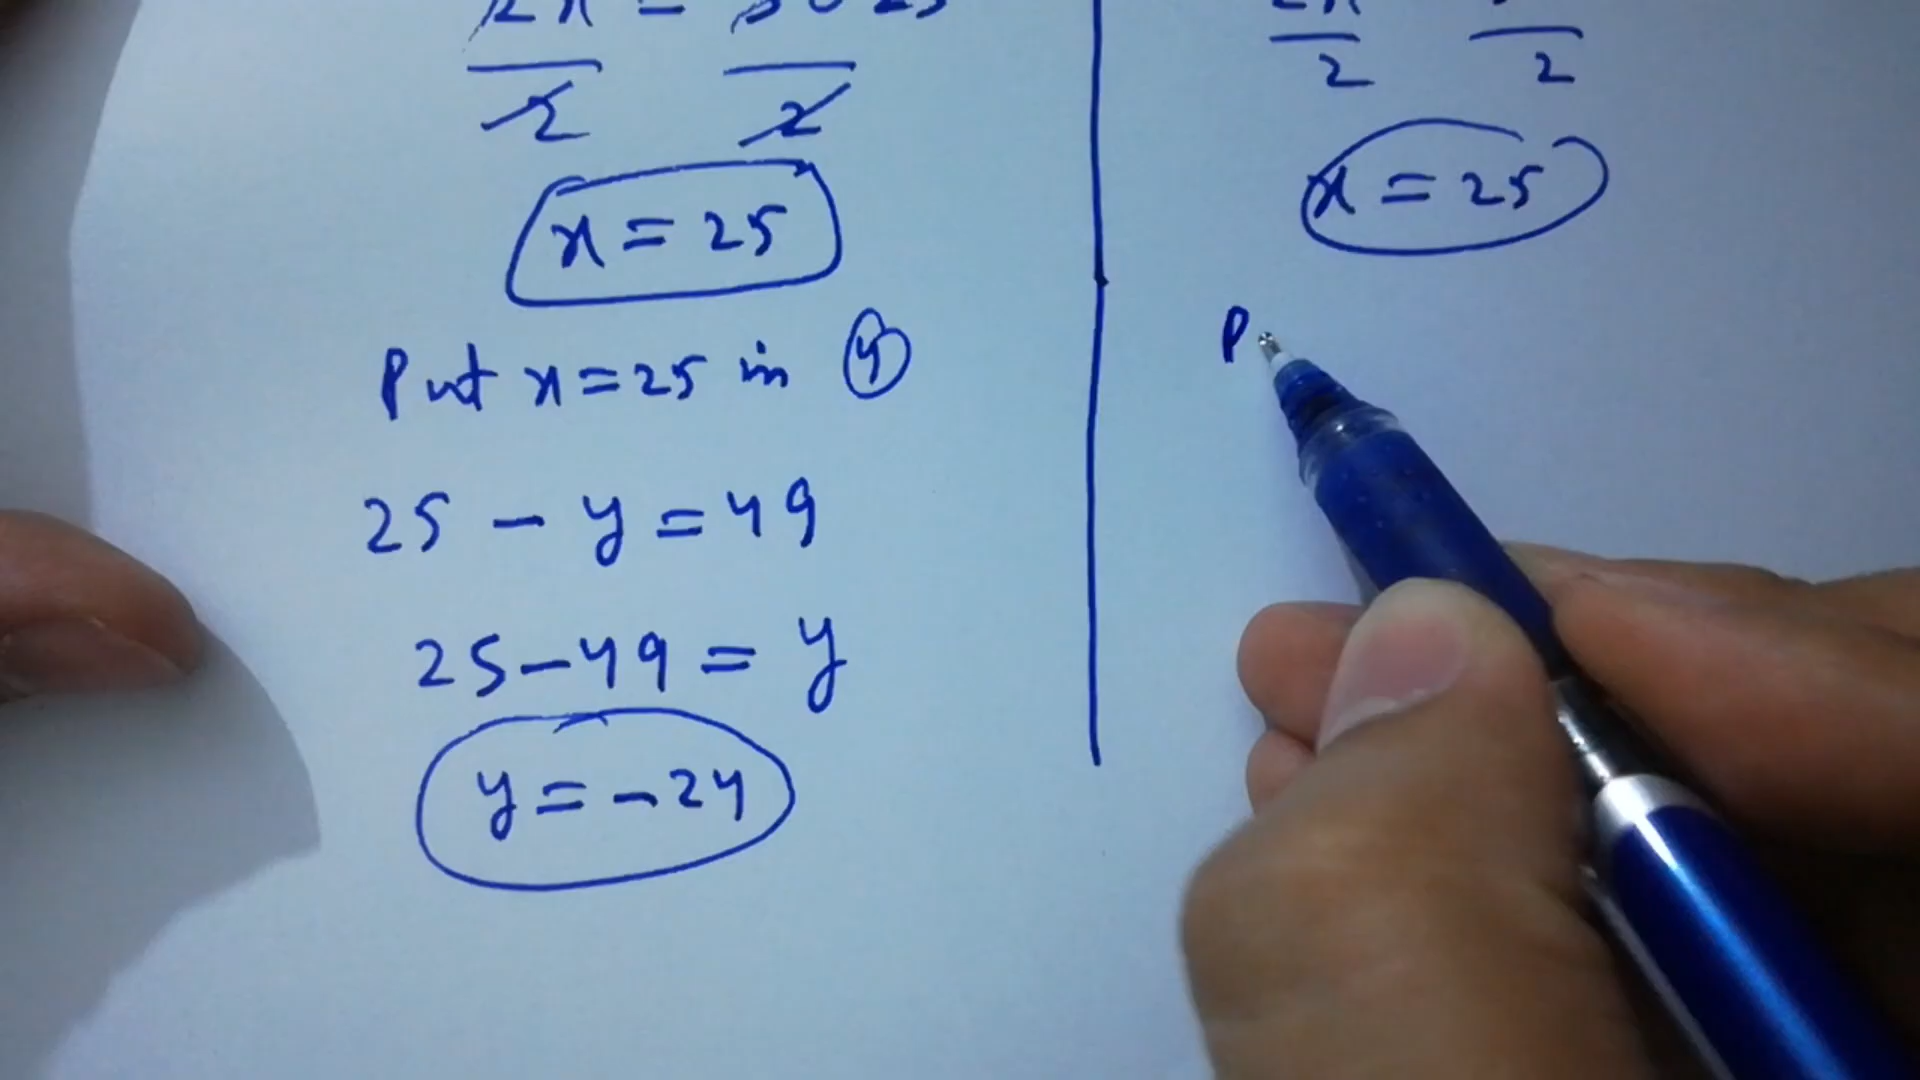 x = 25
Put x = 25 in ④
25 - y = 49
25 - 49 = y
y = -24
2 2
x = 25
P